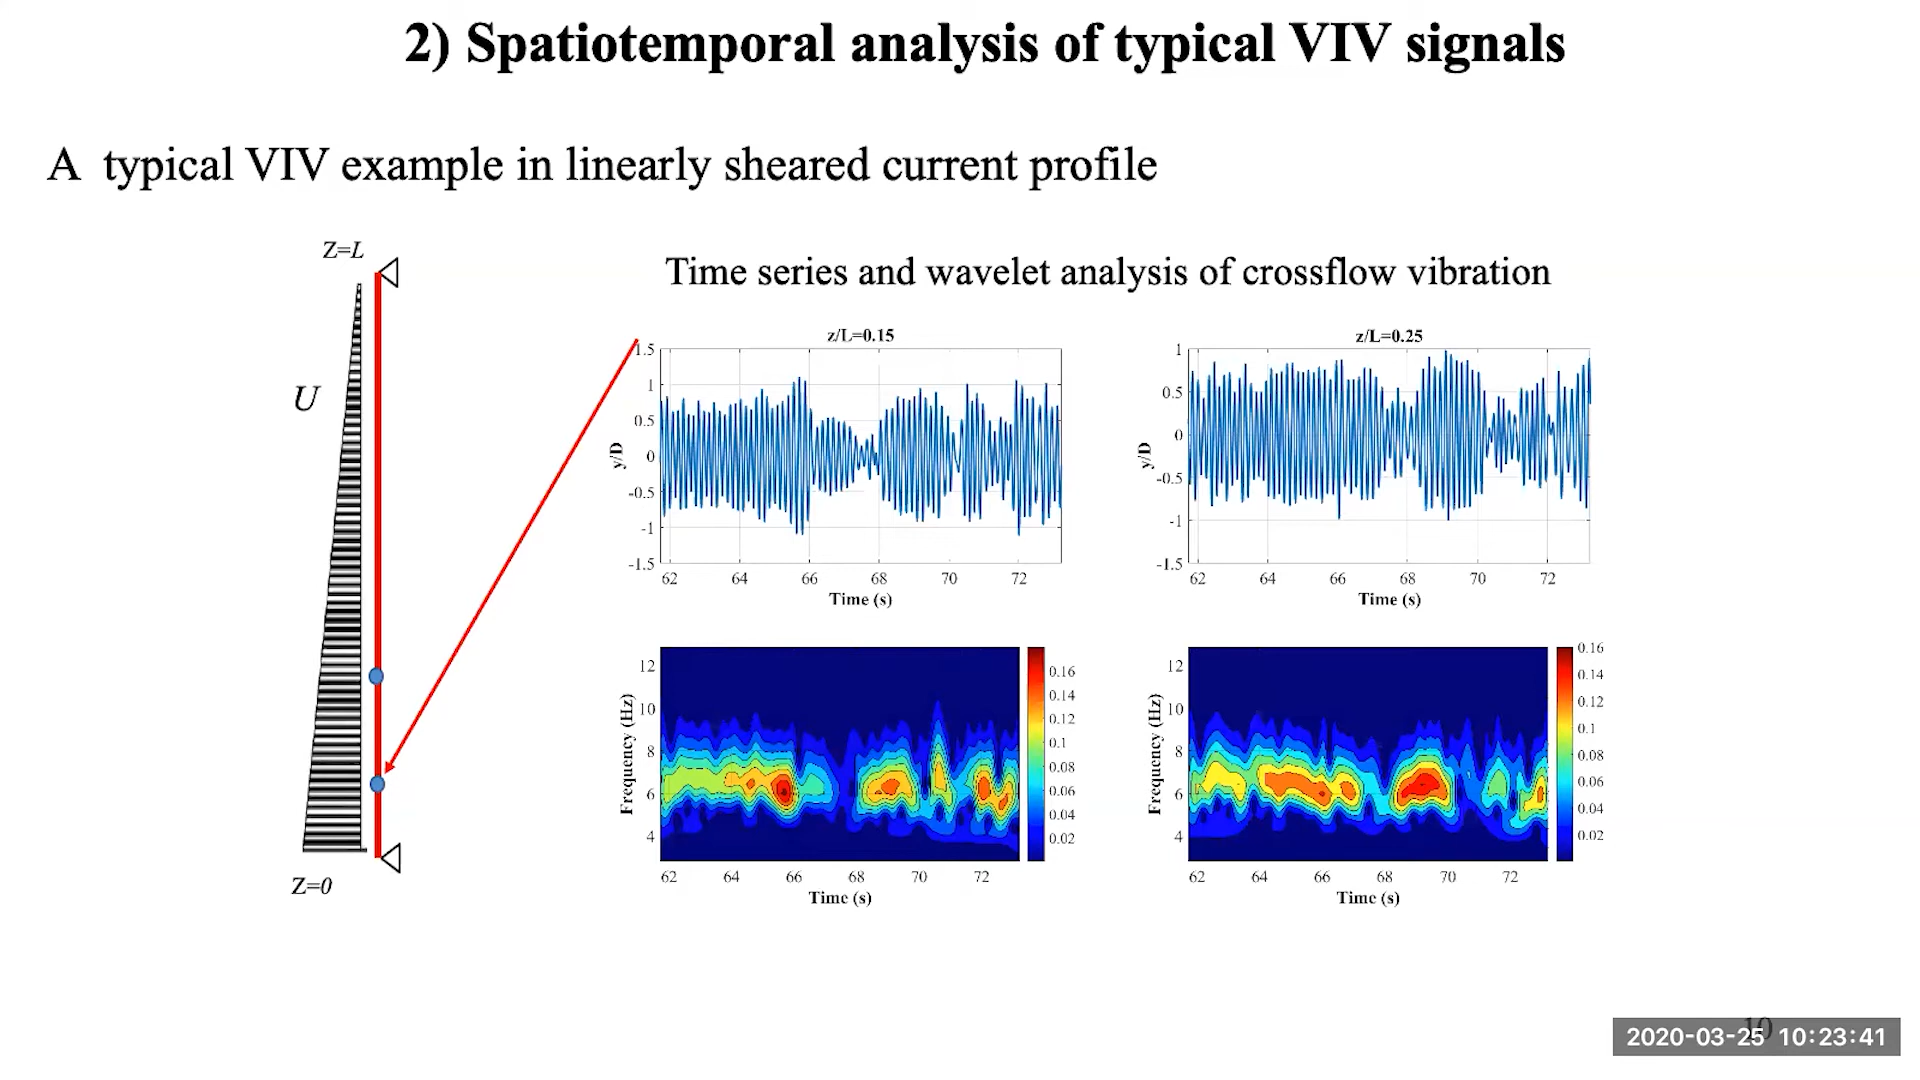 2) Spatiotemporal analysis of typical VIV signals
A typical VIV example in linearly sheared current profile
Z=L
U
Z=0
Time series and wavelet analysis of crossflow vibration
z/L=0.15
y/D
1.5
1
0.5
0
-0.5
-1
-1.5
62 64 66 68 70 72
Time (s)
z/L=0.25
y/D
1
0.5
0
-0.5
-1
-1.5
62 64 66 68 70 72
Time (s)
Frequency (Hz)
12
10
8
6
4
62 64 66 68 70 72
Time (s)
0.16
0.14
0.12
0.1
0.08
0.06
0.04
0.02
Frequency (Hz)
12
10
8
6
4
62 64 66 68 70 72
Time (s)
0.16
0.14
0.12
0.1
0.08
0.06
0.04
0.02
10
2020-03-25 10:23:41